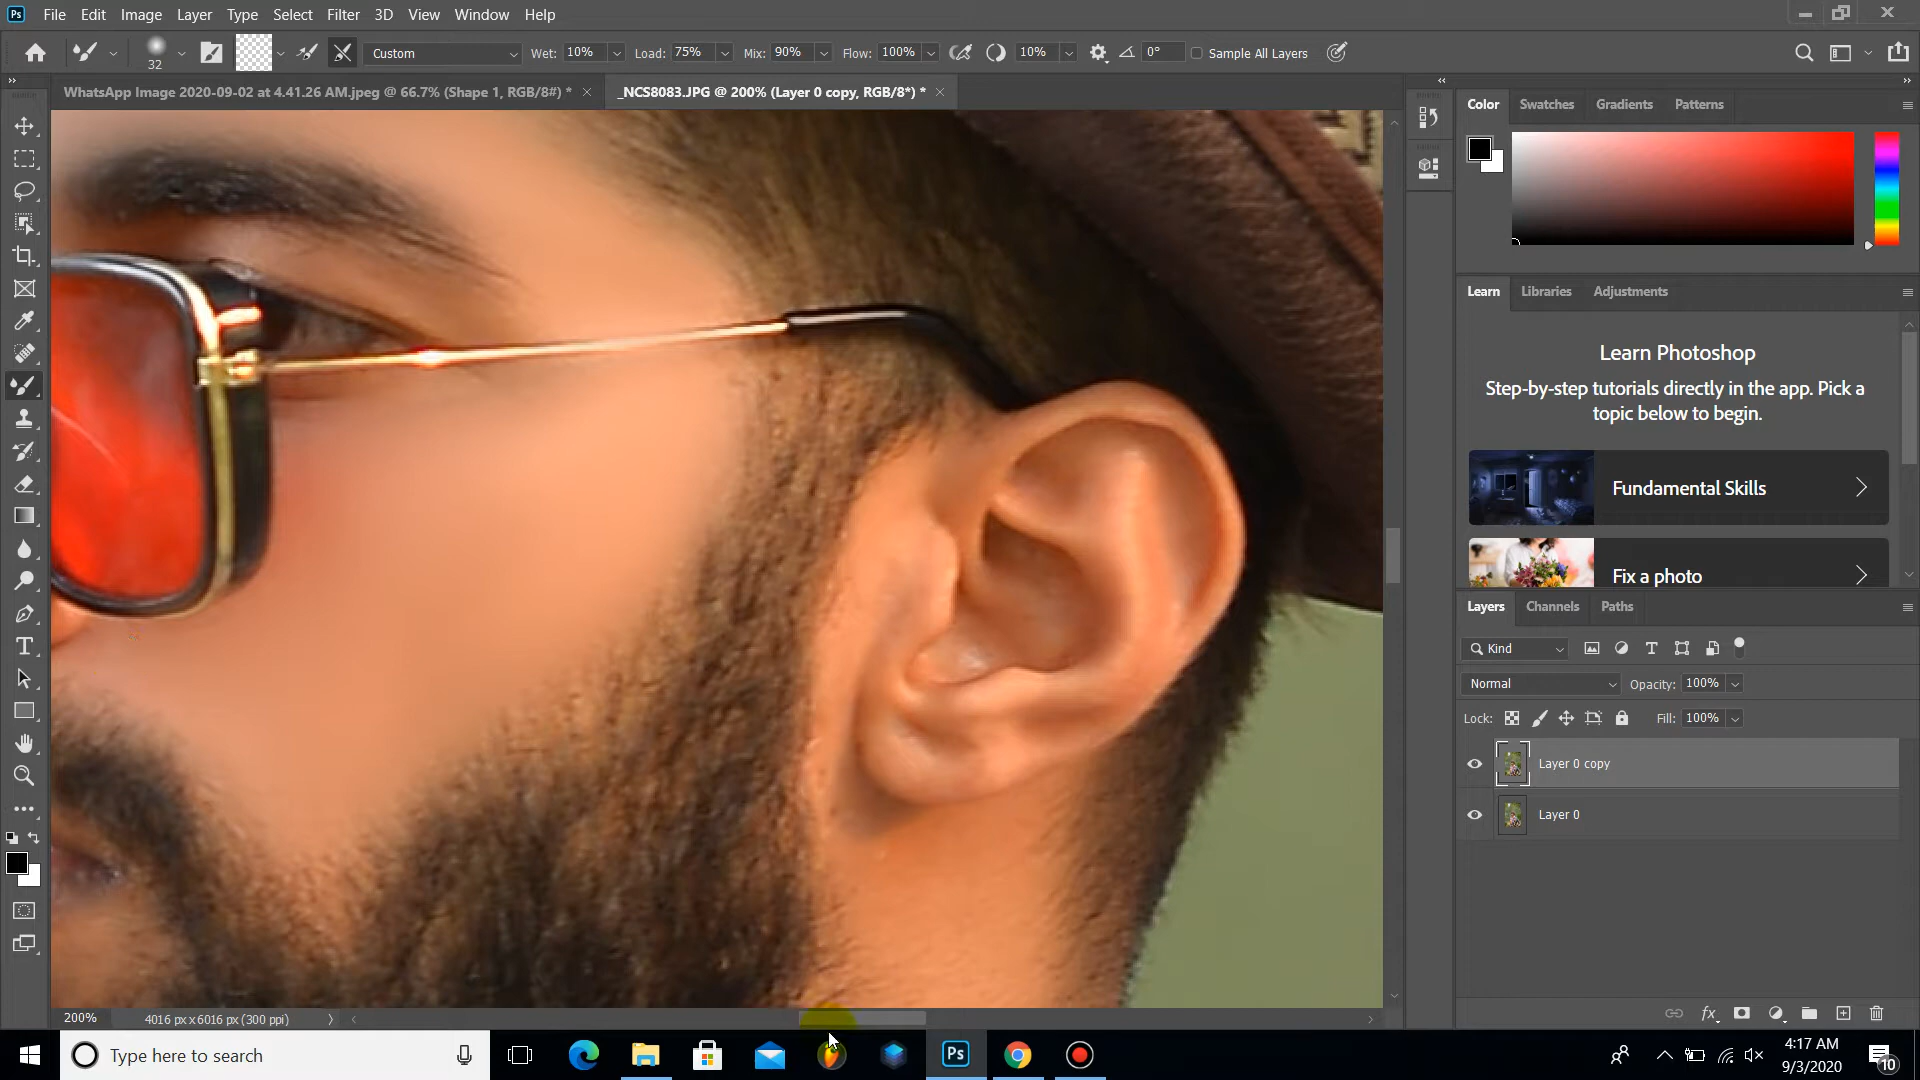 Ps File Edit Image Layer Type Select Filter 3D View Window Help
32 Custom Wet: 10% Load: 75% Mix: 90% Flow: 100% 10% 0° Sample All Layers
WhatsApp Image 2020-09-02 at 4.41.26 AM.jpeg @ 66.7% (Shape 1, RGB/8#) *
_NCS8083.JPG @ 200% (Layer 0 copy, RGB/8*) *
Color Swatches Gradients Patterns
Learn Libraries Adjustments
Learn Photoshop
Step-by-step tutorials directly in the app. Pick a
topic below to begin.
Fundamental Skills
Fix a photo
Layers Channels Paths
Kind
Normal Opacity: 100%
Lock: Fill: 100%
Layer 0 copy
Layer 0
200% 4016 px x 6016 px (300 ppi)
Type here to search
Ps
4:17 AM
9/3/2020
10